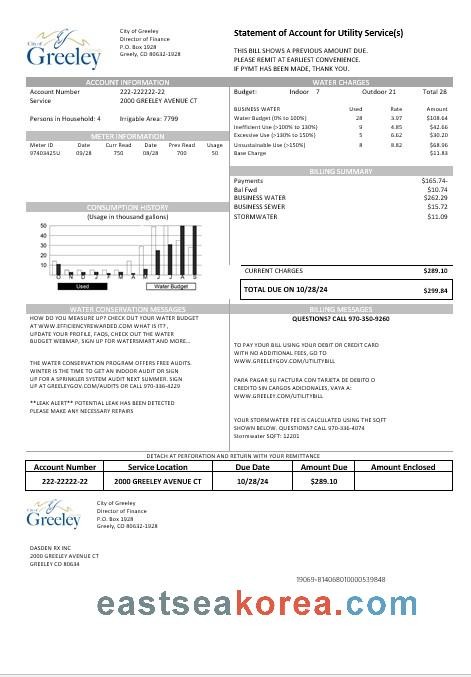 City of
Greeley
City of Greeley
Director of Finance
P.O. Box 1928
Greely, CO 80632-1928
Statement of Account for Utility Service(s)
THIS BILL SHOWS A PREVIOUS AMOUNT DUE.
PLEASE REMIT AT EARLIEST CONVENIENCE.
IF PYMT HAS BEEN MADE, THANK YOU.
ACCOUNT INFORMATION
Account Number 222-222222-22
Service 2000 GREELEY AVENUE CT
Persons in Household: 4 Irrigable Area: 7799
METER INFORMATION
Meter ID Date Curr Read Date Prev Read Usage
97403425U 09/28 750 08/28 700 50
WATER CHARGES
Budget: Indoor 7 Outdoor 21 Total 28
BUSINESS WATER Used Rate Amount
Water Budget (0% to 100%) 28 3.97 $108.64
Inefficient Use (>100% to 130%) 9 4.85 $42.66
Excessive Use (>130% to 150%) 5 6.62 $30.20
Unsustainable Use (>150%) 8 8.82 $68.96
Base Charge $11.83
BILLING SUMMARY
Payments $165.74-
Bal Fwd $10.74
BUSINESS WATER $262.29
BUSINESS SEWER $15.72
STORMWATER $11.09
CONSUMPTION HISTORY
(Usage in thousand gallons)
50
40
30
20
10
O N D J F M A M J J A S
Used Water Budget
CURRENT CHARGES $289.10
TOTAL DUE ON 10/28/24 $299.84
WATER CONSERVATION MESSAGES
HOW DO YOU MEASURE UP? CHECK OUT YOUR WATER BUDGET
AT WWW.EFFICIENCYREWARDED.COM WHAT IS IT?,
UPDATE YOUR PROFILE, FAQS, CHECK OUT THE WATER
BUDGET WEBMAP, SIGN UP FOR WATERSMART AND MORE...
THE WATER CONSERVATION PROGRAM OFFERS FREE AUDITS.
WINTER IS THE TIME TO GET AN INDOOR AUDIT OR SIGN
UP FOR A SPRINKLER SYSTEM AUDIT NEXT SUMMER. SIGN
UP AT GREELEYGOV.COM/AUDITS OR CALL 970-336-4229
**LEAK ALERT** POTENTIAL LEAK HAS BEEN DETECTED
PLEASE MAKE ANY NECESSARY REPAIRS
BILLING MESSAGES
QUESTIONS? CALL 970-350-9260
TO PAY YOUR BILL USING YOUR DEBIT OR CREDIT CARD
WITH NO ADDITIONAL FEES, GO TO
WWW.GREELEYGOV.COM/UTILITYBILL
PARA PAGAR SU FACTURA CON TARJETA DE DEBITO O
CREDITO SIN CARGOS ADICIONALES, VAYA A:
WWW.GREELEY.COM/UTILITYBILL
YOUR STORMWATER FEE IS CALCULATED USING THE SQFT
SHOWN BELOW. QUESTIONS? CALL 970-336-4074
Stormwater SQFT: 12201
DETACH AT PERFORATION AND RETURN WITH YOUR REMITTANCE
Account Number Service Location Due Date Amount Due Amount Enclosed
222-22222-22 2000 GREELEY AVENUE CT 10/28/24 $289.10
City of
Greeley
City of Greeley
Director of Finance
P.O. Box 1928
Greely, CO 80632-1928
DASDEN RX INC
2000 GREELEY AVENUE CT
GREELEY CO 80634
19069-814068010000539848
eastseakorea.com